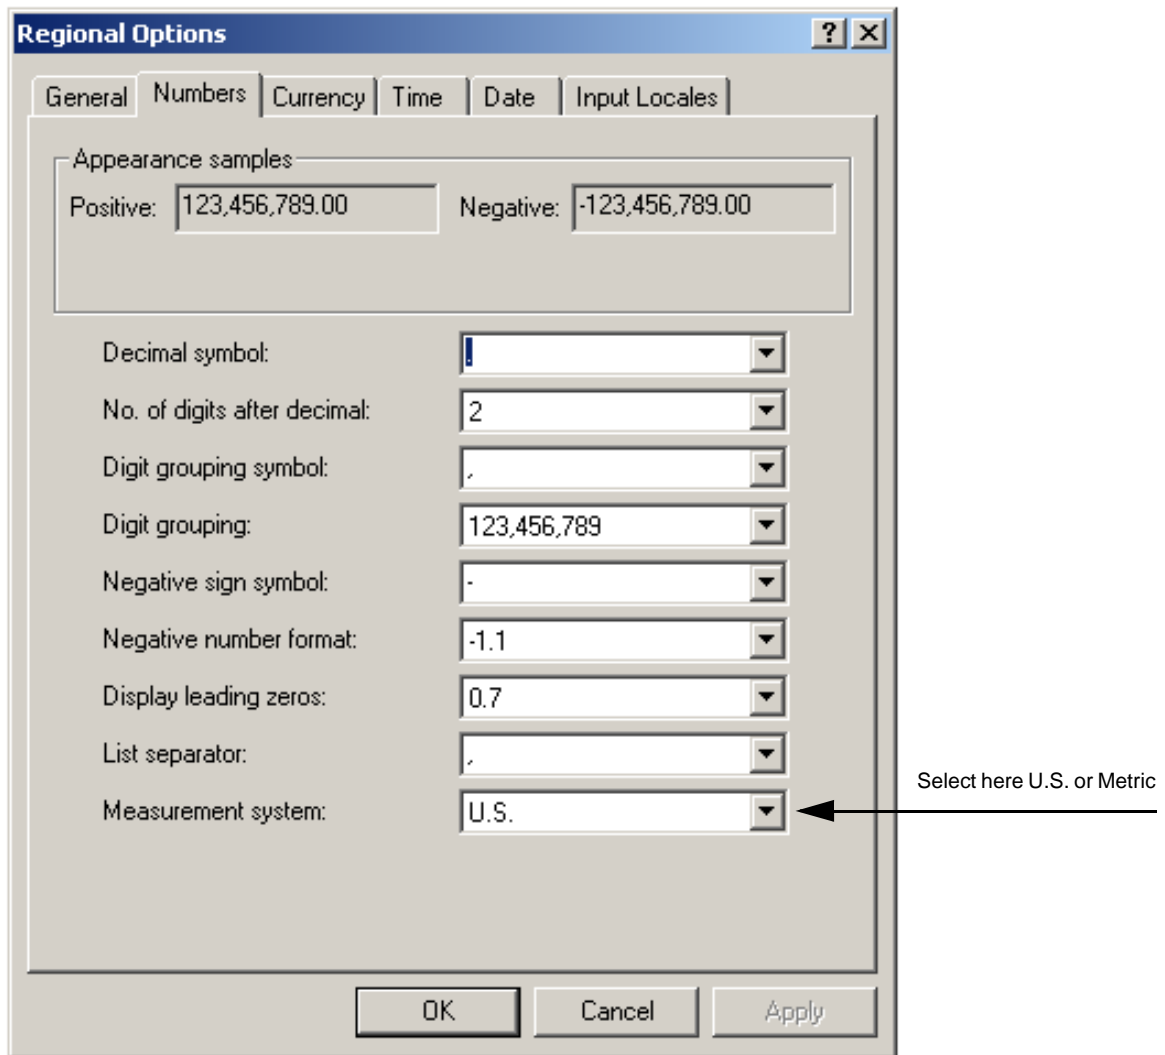 Regional Options
General Numbers Currency Time Date Input Locales
Appearance samples
Positive: 123,456,789.00 Negative: -123,456,789.00
Decimal symbol: .
No. of digits after decimal: 2
Digit grouping symbol: ,
Digit grouping: 123,456,789
Negative sign symbol: -
Negative number format: -1.1
Display leading zeros: 0.7
List separator: ,
Select here U.S. or Metric
Measurement system: U.S.
OK Cancel Apply